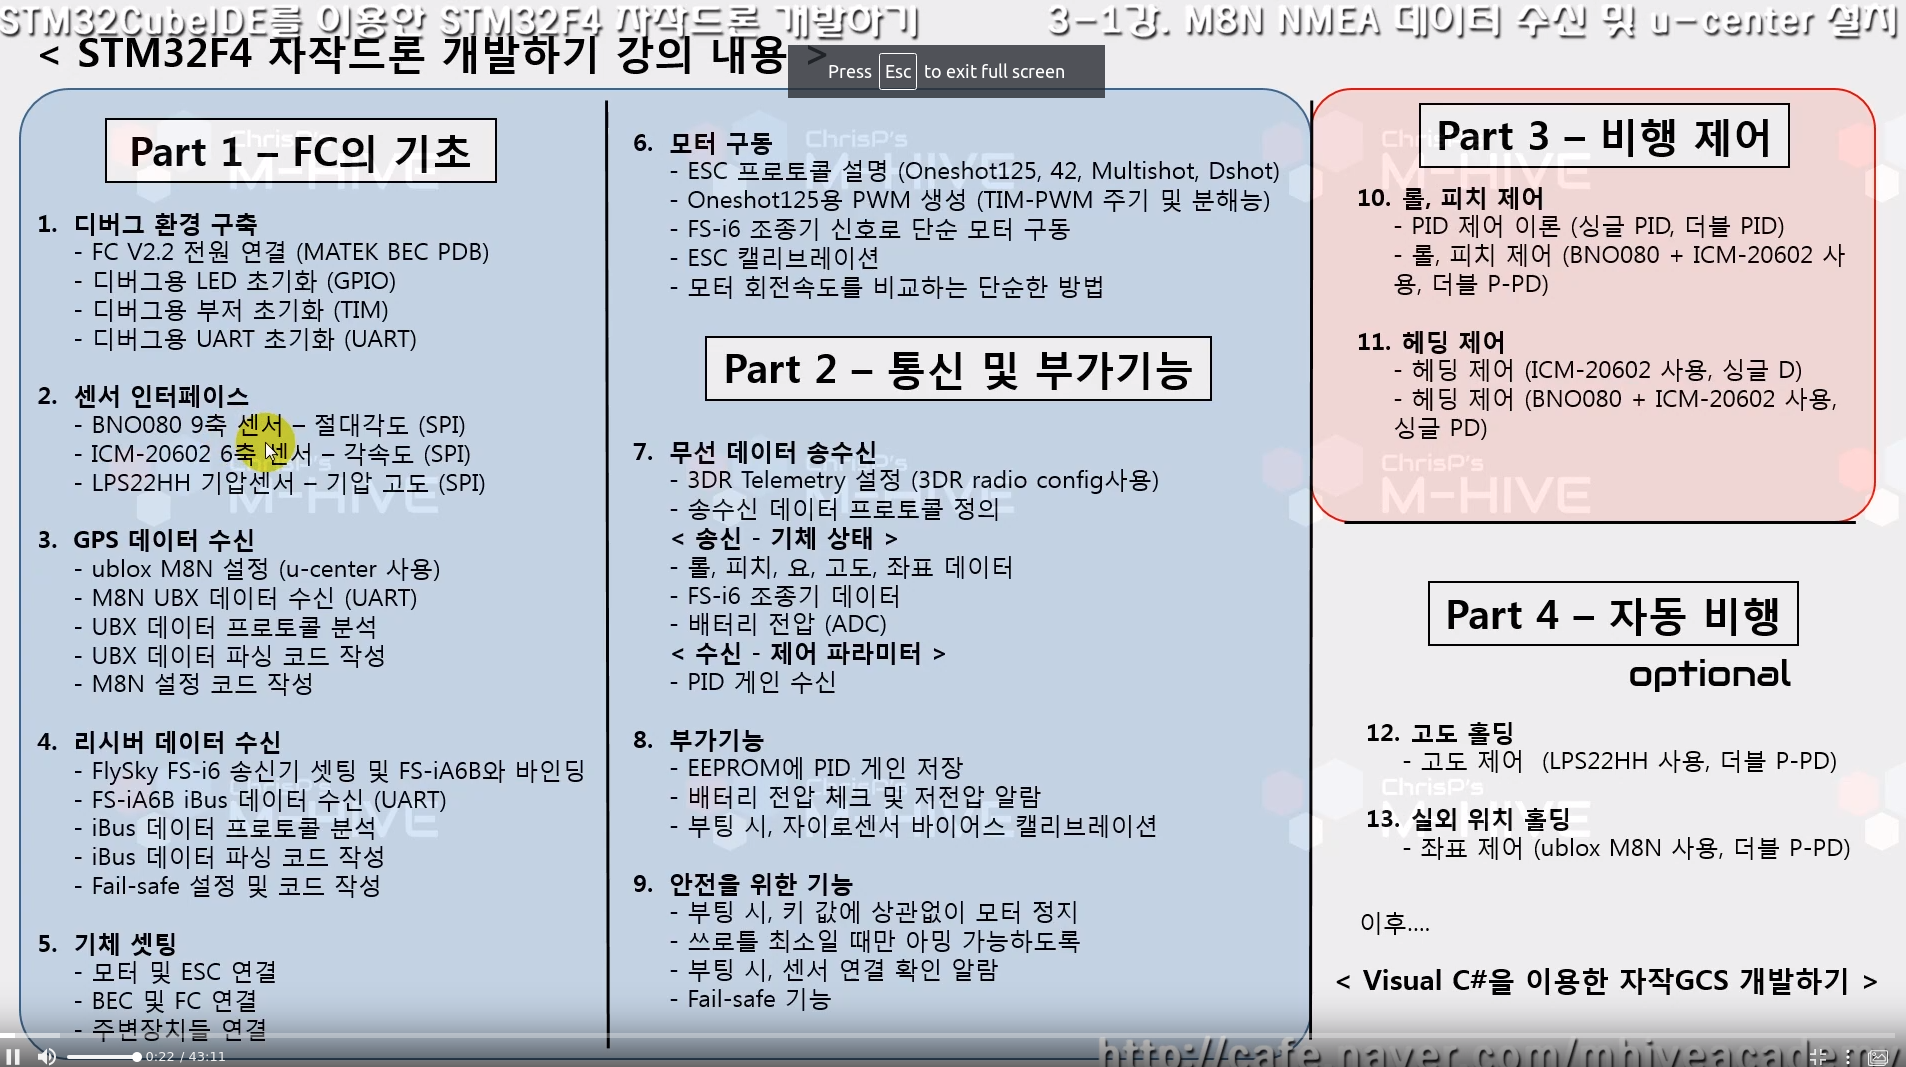 STM32CubeIDE를 이용한 STM32F4 자작드론 개발하기
3-1강. M8N NMEA 데이터 수신 및 u-center 설치
< STM32F4 자작드론 개발하기 강의 내용 >
Press Esc to exit full screen
Part 1 – FC의 기초
1. 디버그 환경 구축
- FC V2.2 전원 연결 (MATEK BEC PDB)
- 디버그용 LED 초기화 (GPIO)
- 디버그용 부저 초기화 (TIM)
- 디버그용 UART 초기화 (UART)
2. 센서 인터페이스
- BNO080 9축 센서 – 절대각도 (SPI)
- ICM-20602 6축 센서 – 각속도 (SPI)
- LPS22HH 기압센서 – 기압 고도 (SPI)
3. GPS 데이터 수신
- ublox M8N 설정 (u-center 사용)
- M8N UBX 데이터 수신 (UART)
- UBX 데이터 프로토콜 분석
- UBX 데이터 파싱 코드 작성
- M8N 설정 코드 작성
4. 리시버 데이터 수신
- FlySky FS-i6 송신기 셋팅 및 FS-iA6B와 바인딩
- FS-iA6B iBus 데이터 수신 (UART)
- iBus 데이터 프로토콜 분석
- iBus 데이터 파싱 코드 작성
- Fail-safe 설정 및 코드 작성
5. 기체 셋팅
- 모터 및 ESC 연결
- BEC 및 FC 연결
- 주변장치들 연결
6. 모터 구동
- ESC 프로토콜 설명 (Oneshot125, 42, Multishot, Dshot)
- Oneshot125용 PWM 생성 (TIM-PWM 주기 및 분해능)
- FS-i6 조종기 신호로 단순 모터 구동
- ESC 캘리브레이션
- 모터 회전속도를 비교하는 단순한 방법
Part 2 – 통신 및 부가기능
7. 무선 데이터 송수신
- 3DR Telemetry 설정 (3DR radio config사용)
- 송수신 데이터 프로토콜 정의
< 송신 - 기체 상태 >
- 롤, 피치, 요, 고도, 좌표 데이터
- FS-i6 조종기 데이터
- 배터리 전압 (ADC)
< 수신 - 제어 파라미터 >
- PID 게인 수신
8. 부가기능
- EEPROM에 PID 게인 저장
- 배터리 전압 체크 및 저전압 알람
- 부팅 시, 자이로센서 바이어스 캘리브레이션
9. 안전을 위한 기능
- 부팅 시, 키 값에 상관없이 모터 정지
- 쓰로틀 최소일 때만 아밍 가능하도록
- 부팅 시, 센서 연결 확인 알람
- Fail-safe 기능
Part 3 – 비행 제어
10. 롤, 피치 제어
- PID 제어 이론 (싱글 PID, 더블 PID)
- 롤, 피치 제어 (BNO080 + ICM-20602 사
용, 더블 P-PD)
11. 헤딩 제어
- 헤딩 제어 (ICM-20602 사용, 싱글 D)
- 헤딩 제어 (BNO080 + ICM-20602 사용,
싱글 PD)
Part 4 – 자동 비행
optional
12. 고도 홀딩
- 고도 제어 (LPS22HH 사용, 더블 P-PD)
13. 실외 위치 홀딩
- 좌표 제어 (ublox M8N 사용, 더블 P-PD)
이후....
< Visual C#을 이용한 자작GCS 개발하기 >
ChrisP's
M-HIVE
ChrisP's
M-HIVE
ChrisP's
M-HIVE
ChrisP's
M-HIVE
ChrisP's
M-HIVE
ChrisP's
M-HIVE
ChrisP's
M-HIVE
ChrisP's
M-HIVE
ChrisP's
M-HIVE
0:22 / 43:11
http://cafe.naver.com/mhiveacademy